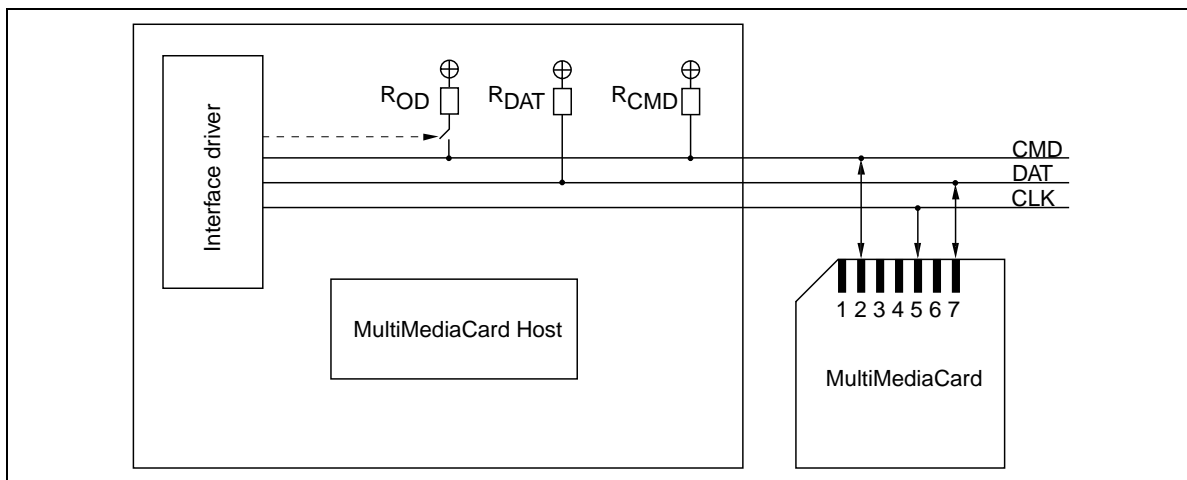 ROD RDAT RCMD
Interface driver
CMD
DAT
CLK
1 2 3 4 5 6 7
MultiMediaCard Host
MultiMediaCard